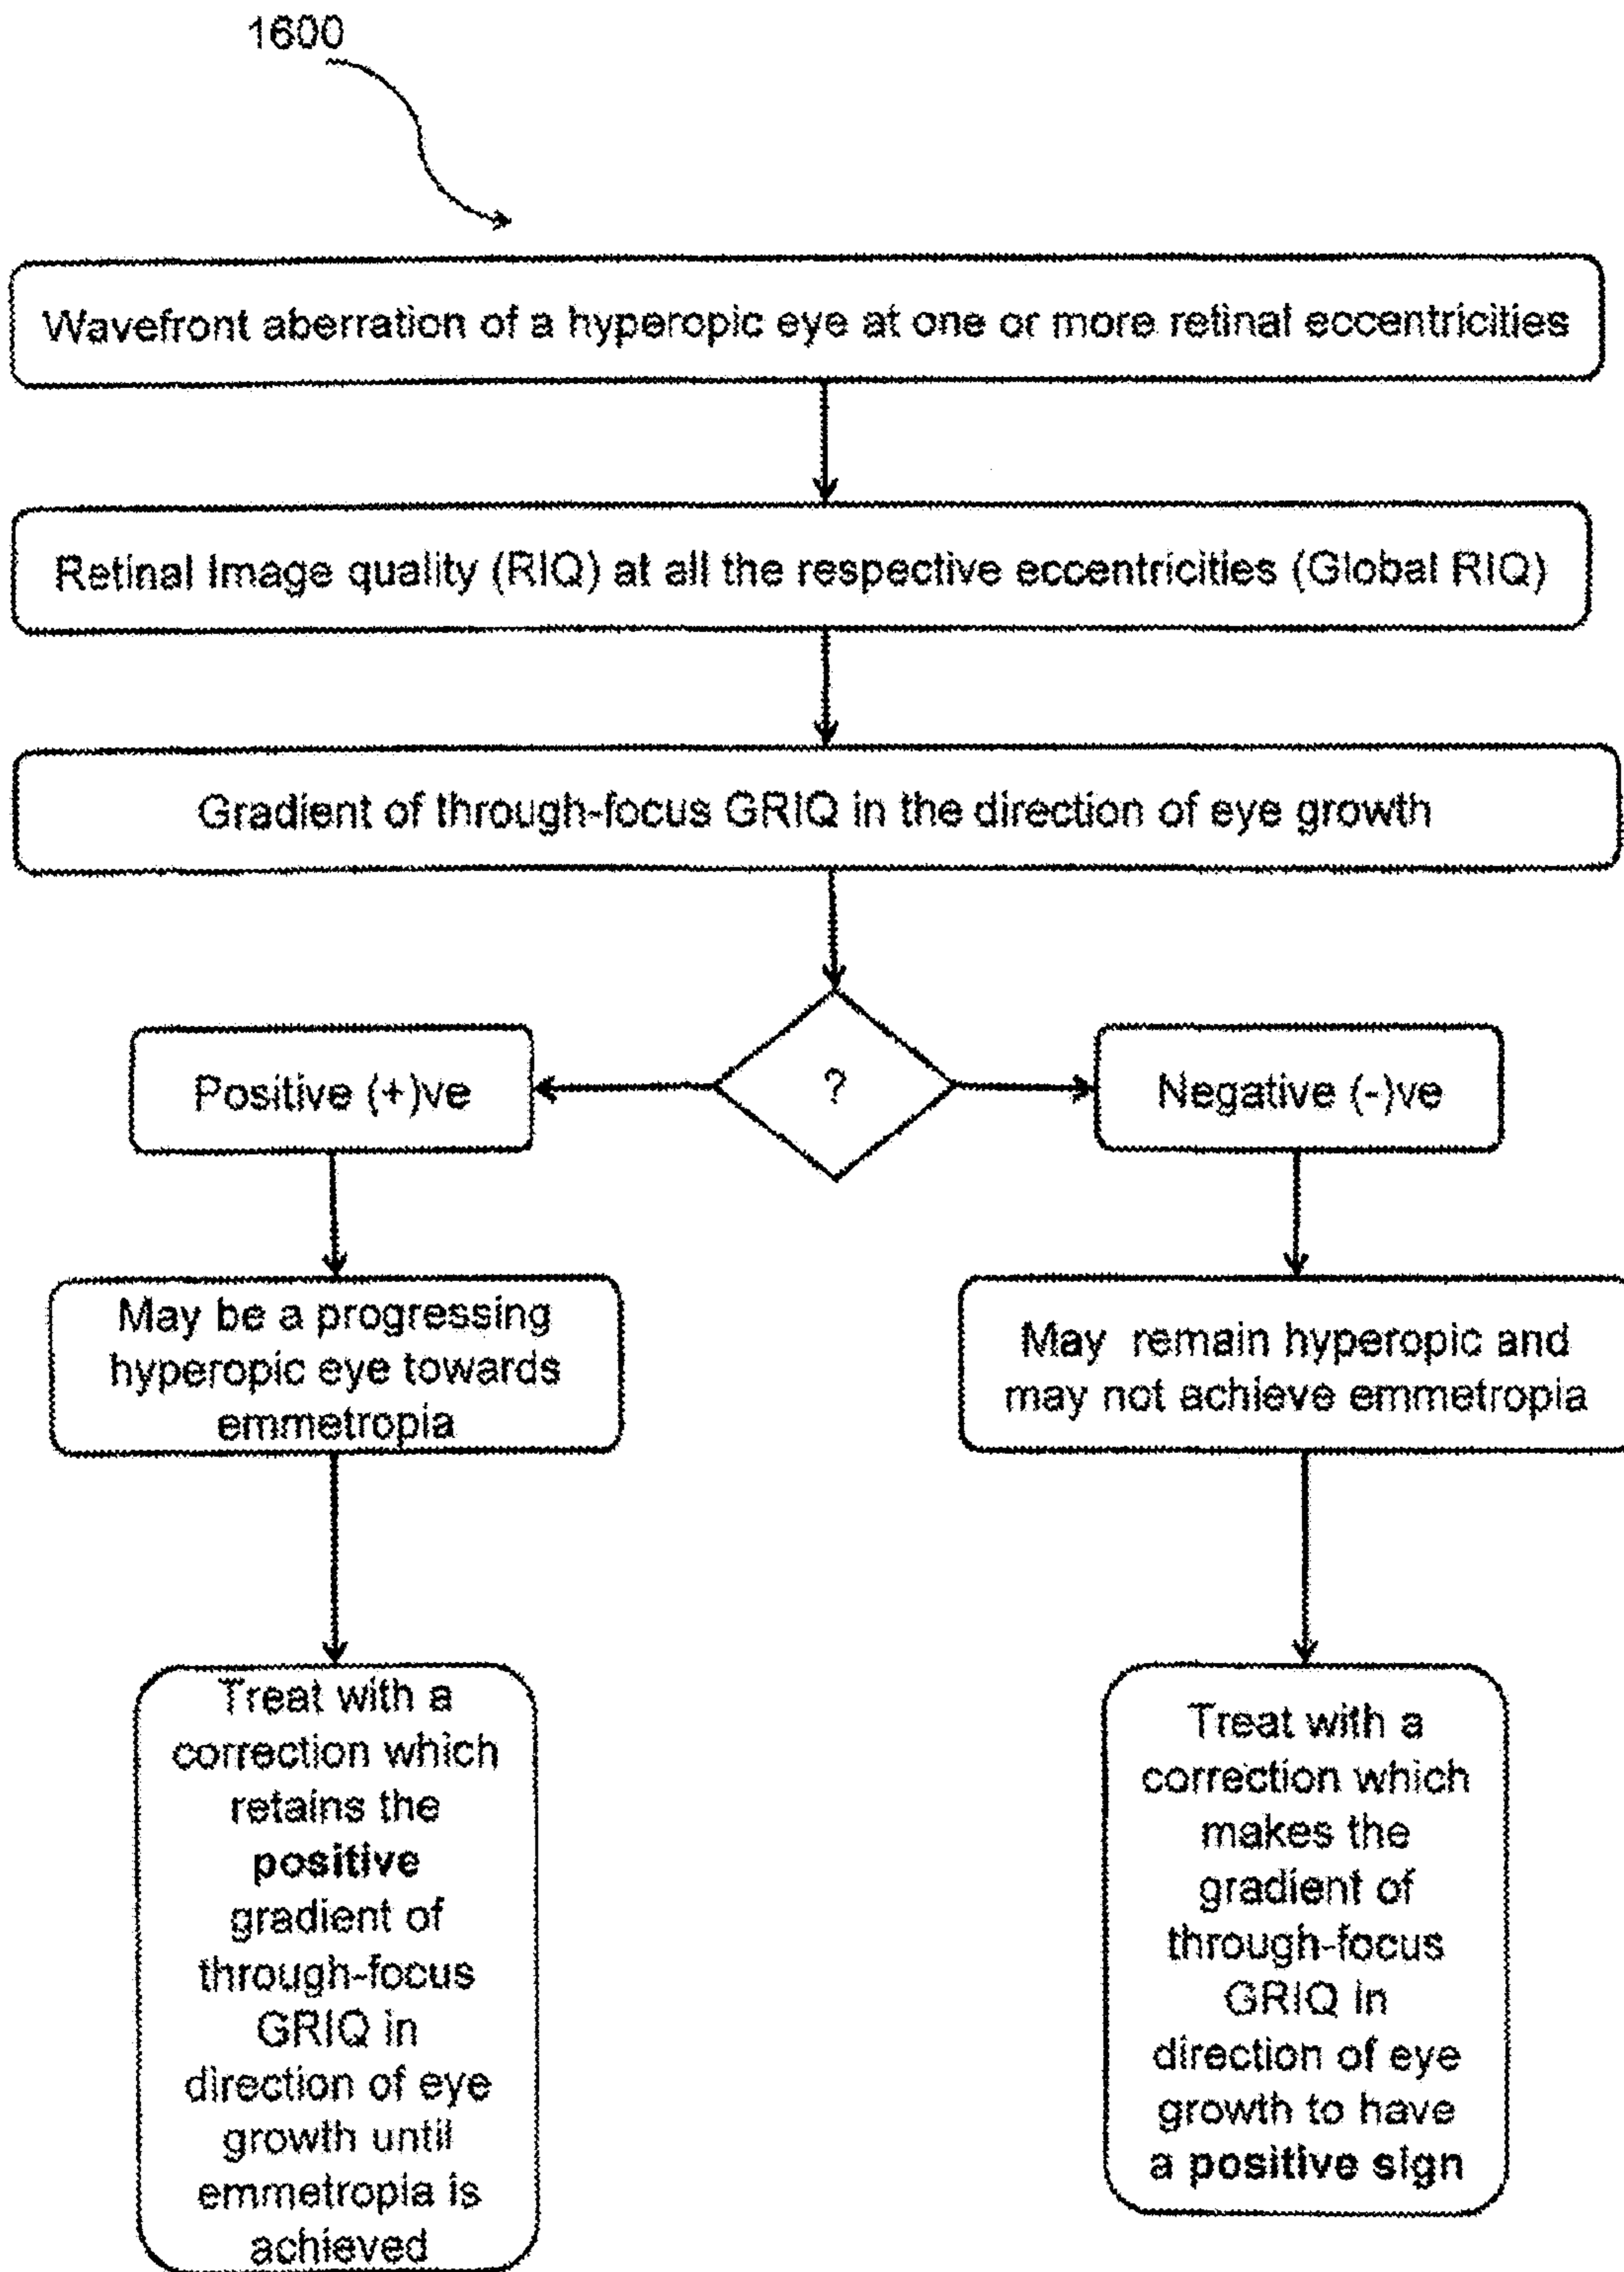 1600
Wavefront aberration of a hyperopic eye at one or more retinal eccentricities
Retinal Image quality (RIQ) at all the respective eccentricities (Global RIQ)
Gradient of through-focus GRIQ in the direction of eye growth
?
Positive (+)ve
Negative (-)ve
May be a progressing
hyperopic eye towards
emmetropia
May remain hyperopic and
may not achieve emmetropia
Treat with a
correction which
retains the
positive
gradient of
through-focus
GRIQ in
direction of eye
growth until
emmetropia is
achieved
Treat with a
correction which
makes the
gradient of
through-focus
GRIQ in
direction of eye
growth to have
a positive sign